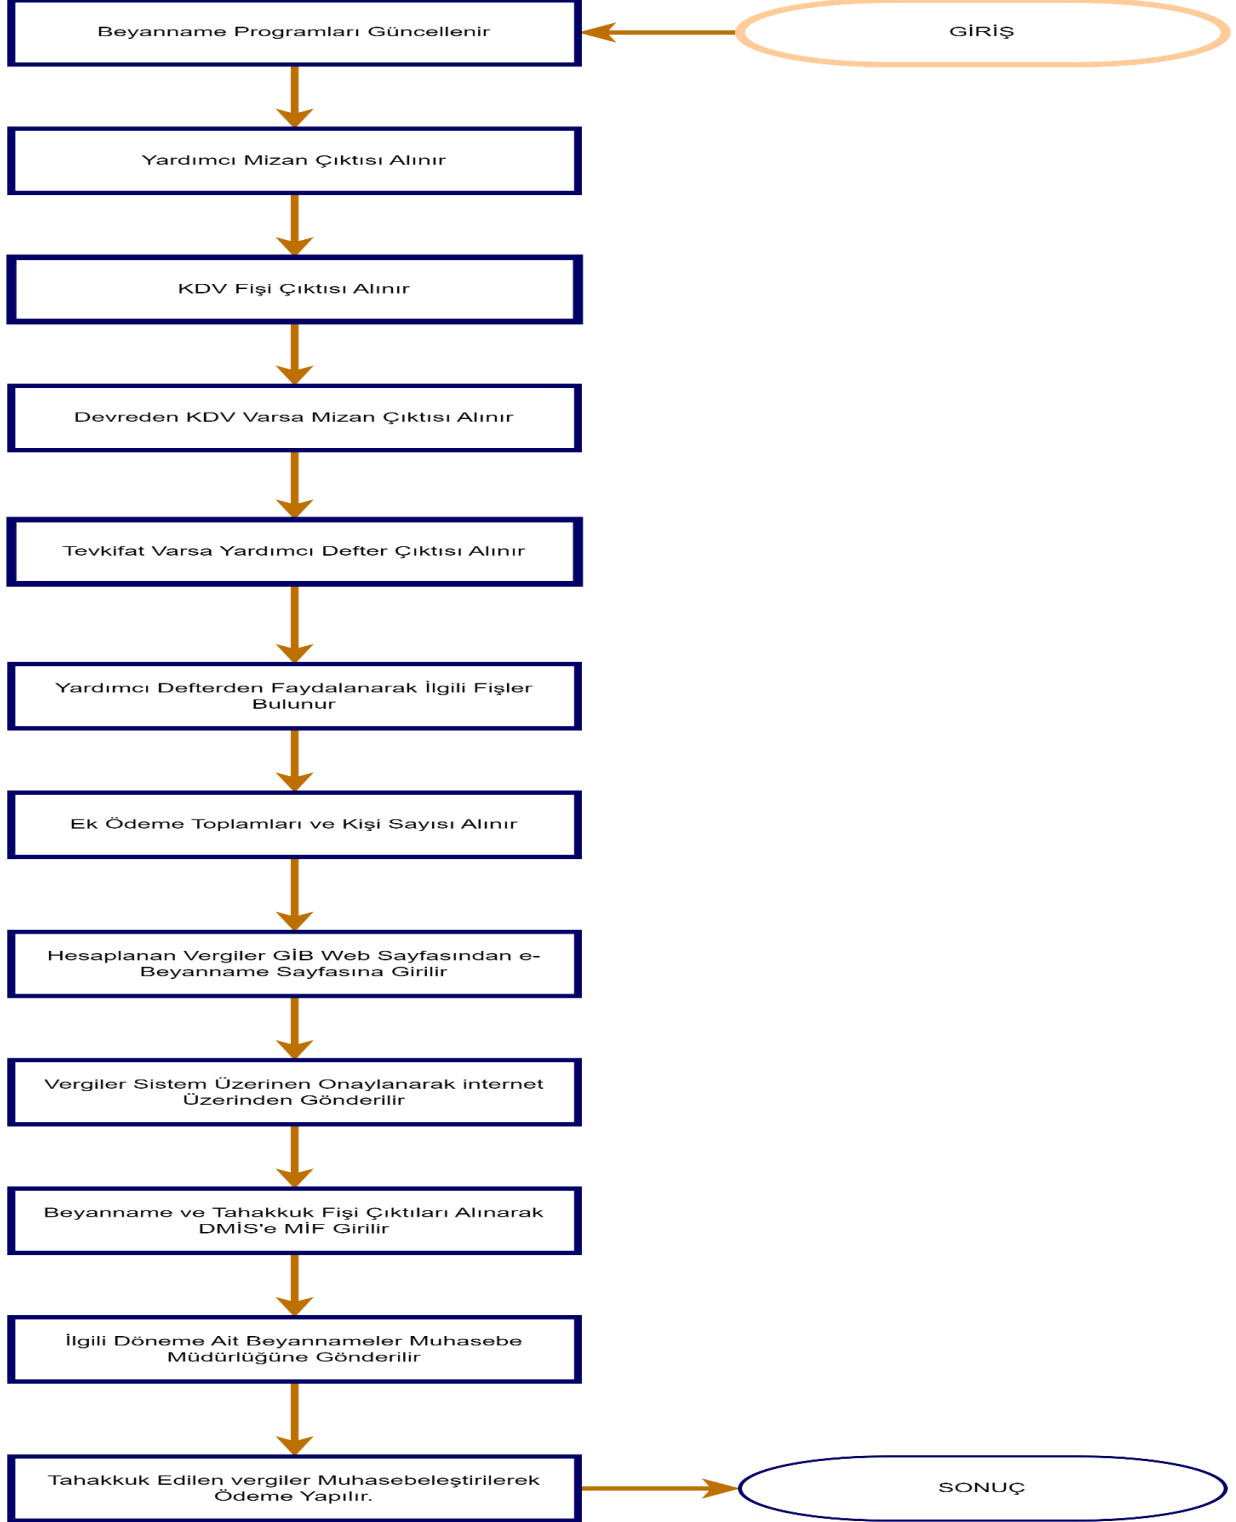 Beyanname Programları Güncellenir
GİRİŞ
Yardımcı Mizan Çıktısı Alınır
KDV Fişi Çıktısı Alınır
Devreden KDV Varsa Mizan Çıktısı Alınır
Tevkifat Varsa Yardımcı Defter Çıktısı Alınır
Yardımcı Defterden Faydalanarak İlgili Fişler
Bulunur
Ek Ödeme Toplamları ve Kişi Sayısı Alınır
Hesaplanan Vergiler GİB Web Sayfasından e-
Beyanname Sayfasına Girilir
Vergiler Sistem Üzerinen Onaylanarak internet
Üzerinden Gönderilir
Beyanname ve Tahakkuk Fişi Çıktıları Alınarak
DMİS'e MİF Girilir
İlgili Döneme Ait Beyannameler Muhasebe
Müdürlüğüne Gönderilir
Tahakkuk Edilen vergiler Muhasebeleştirilerek
Ödeme Yapılır.
SONUÇ